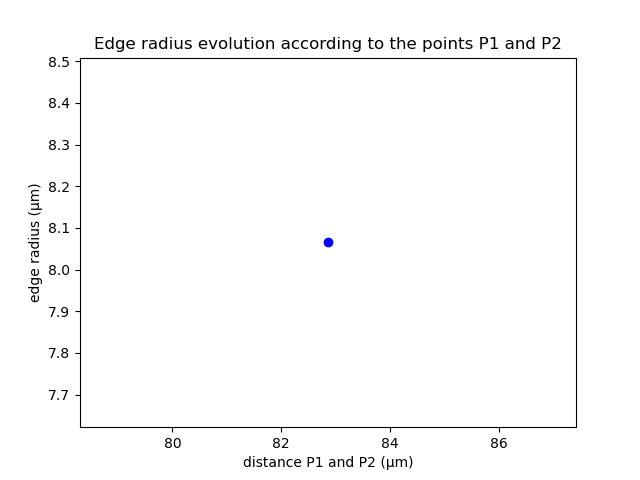 Edge radius evolution according to the points P1 and P2
8.5
8.4
8.3
8.2
8.1
8.0
7.9
7.8
7.7
edge radius (µm)
80 82 84 86
distance P1 and P2 (µm)